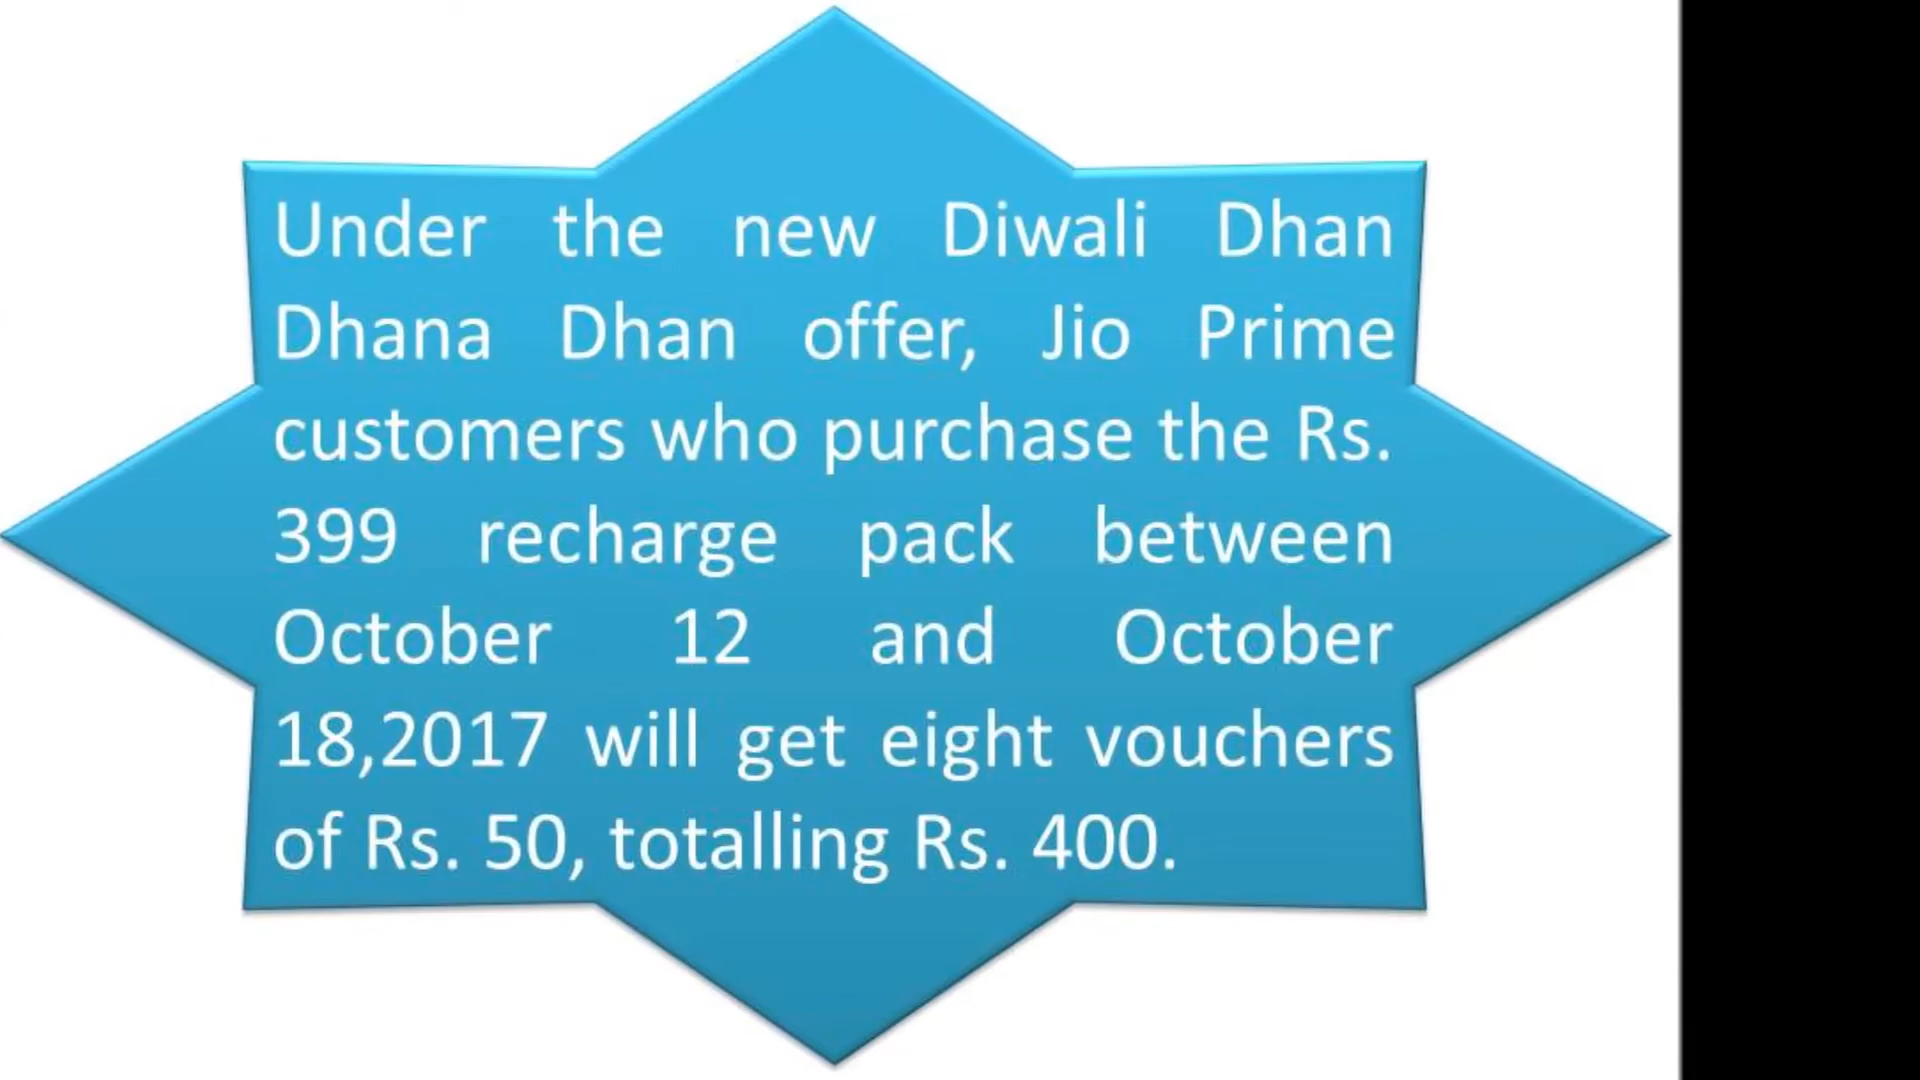 Under the new Diwali Dhan
Dhana Dhan offer, Jio Prime
customers who purchase the Rs.
399 recharge pack between
October 12 and October
18,2017 will get eight vouchers
of Rs. 50, totalling Rs. 400.